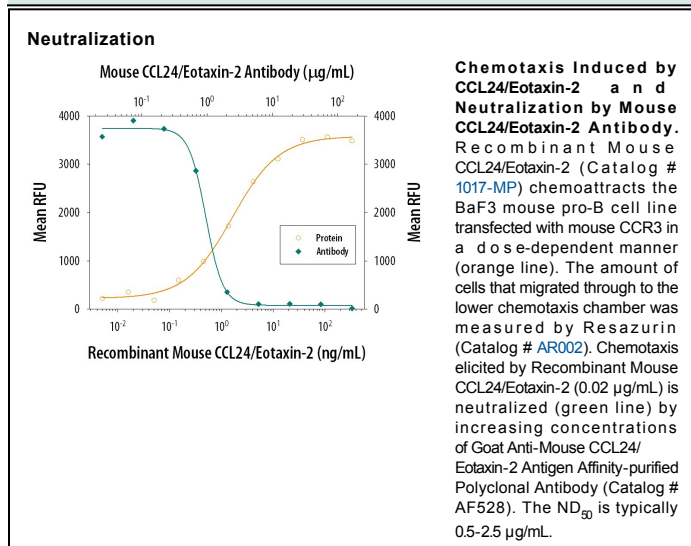 Neutralization
Mouse CCL24/Eotaxin-2 Antibody (μg/mL)
10-1 100 101 102
4000 4000
3000 3000
2000 2000
1000 1000
0 0
Mean RFU
Mean RFU
Protein
Antibody
10-2 10-1 100 101 102
Recombinant Mouse CCL24/Eotaxin-2 (ng/mL)
Chemotaxis Induced by
CCL24/Eotaxin-2 and
Neutralization by Mouse
CCL24/Eotaxin-2 Antibody.
Recombinant Mouse
CCL24/Eotaxin-2 (Catalog #
1017-MP) chemoattracts the
BaF3 mouse pro-B cell line
transfected with mouse CCR3 in
a dose-dependent manner
(orange line). The amount of
cells that migrated through to the
lower chemotaxis chamber was
measured by Resazurin
(Catalog # AR002). Chemotaxis
elicited by Recombinant Mouse
CCL24/Eotaxin-2 (0.02 μg/mL) is
neutralized (green line) by
increasing concentrations
of Goat Anti-Mouse CCL24/
Eotaxin-2 Antigen Affinity-purified
Polyclonal Antibody (Catalog #
AF528). The ND50 is typically
0.5-2.5 μg/mL.